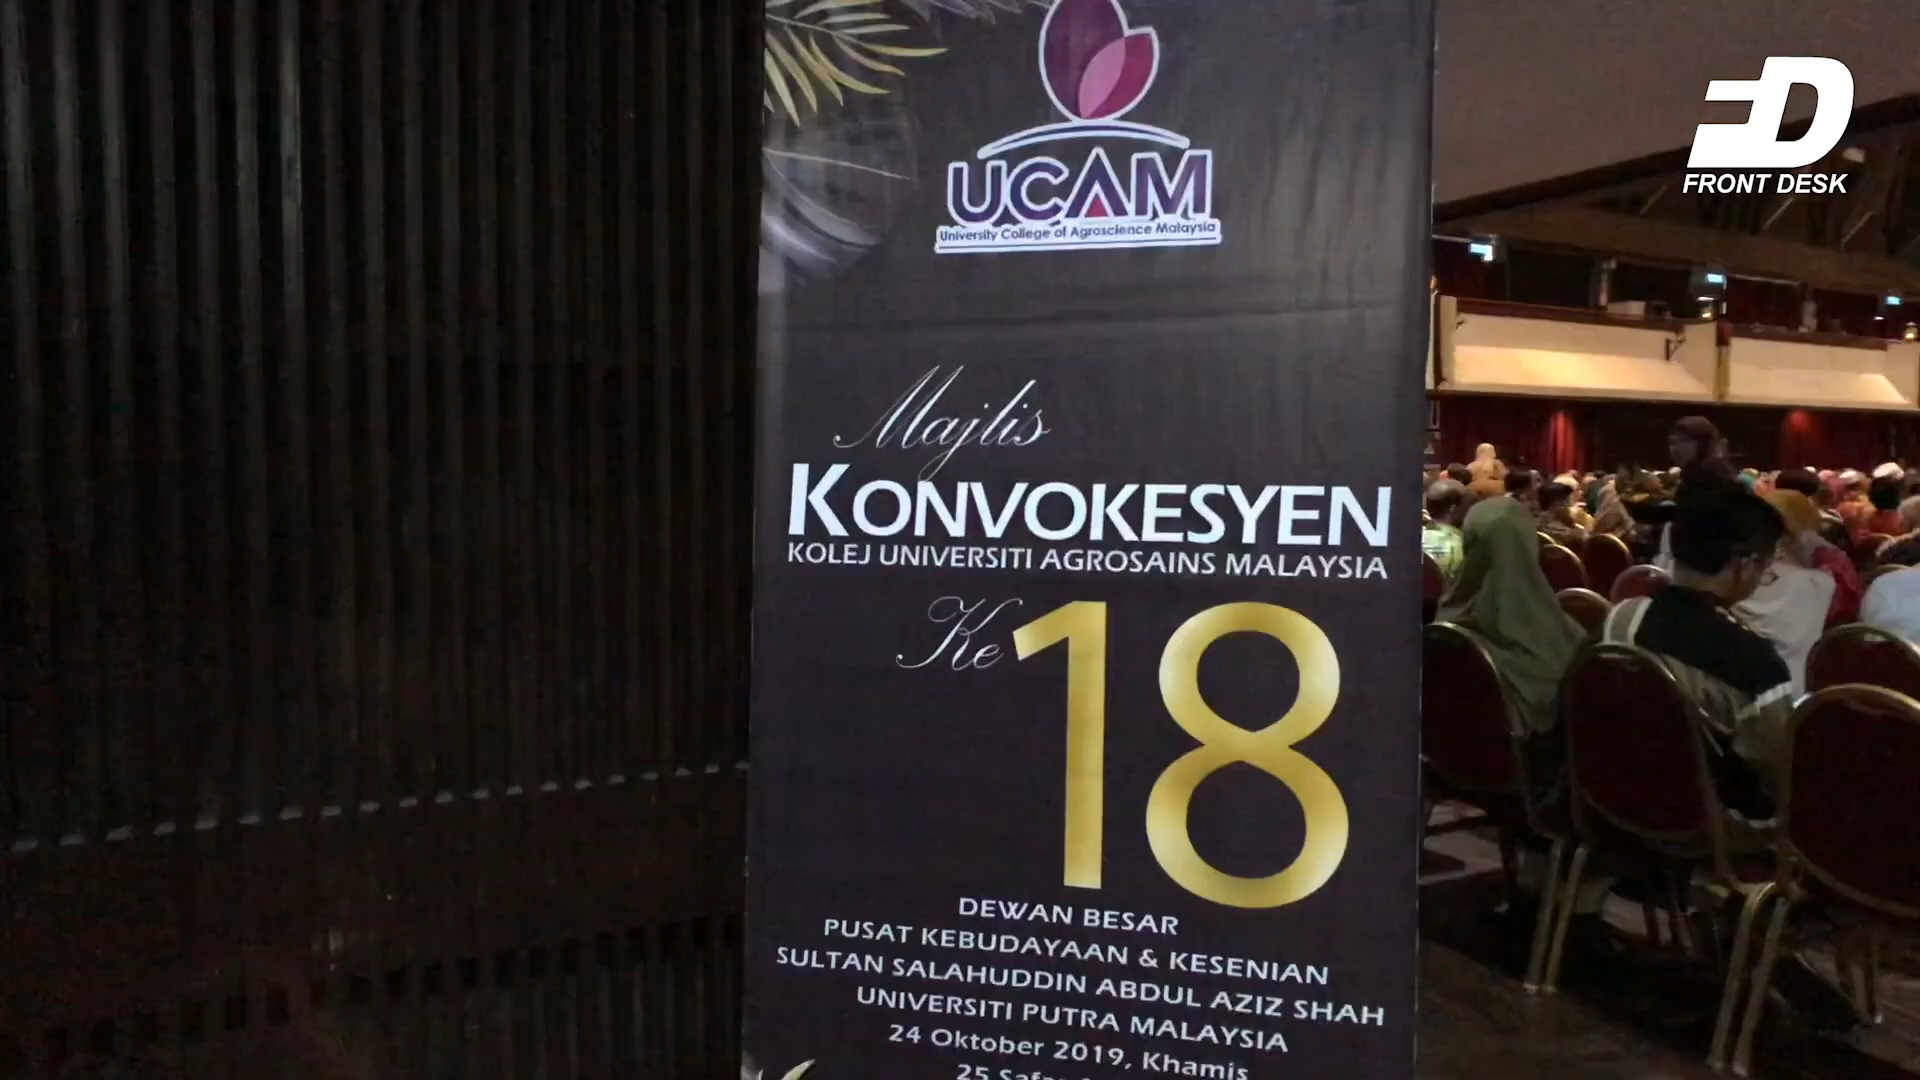 FRONT DESK
UCAM
University College of Agroscience Malaysia
Majlis
KONVOKESYEN
KOLEJ UNIVERSITI AGROSAINS MALAYSIA
Ke 18
DEWAN BESAR
PUSAT KEBUDAYAAN & KESENIAN
SULTAN SALAHUDDIN ABDUL AZIZ SHAH
UNIVERSITI PUTRA MALAYSIA
24 Oktober 2019, Khamis
25